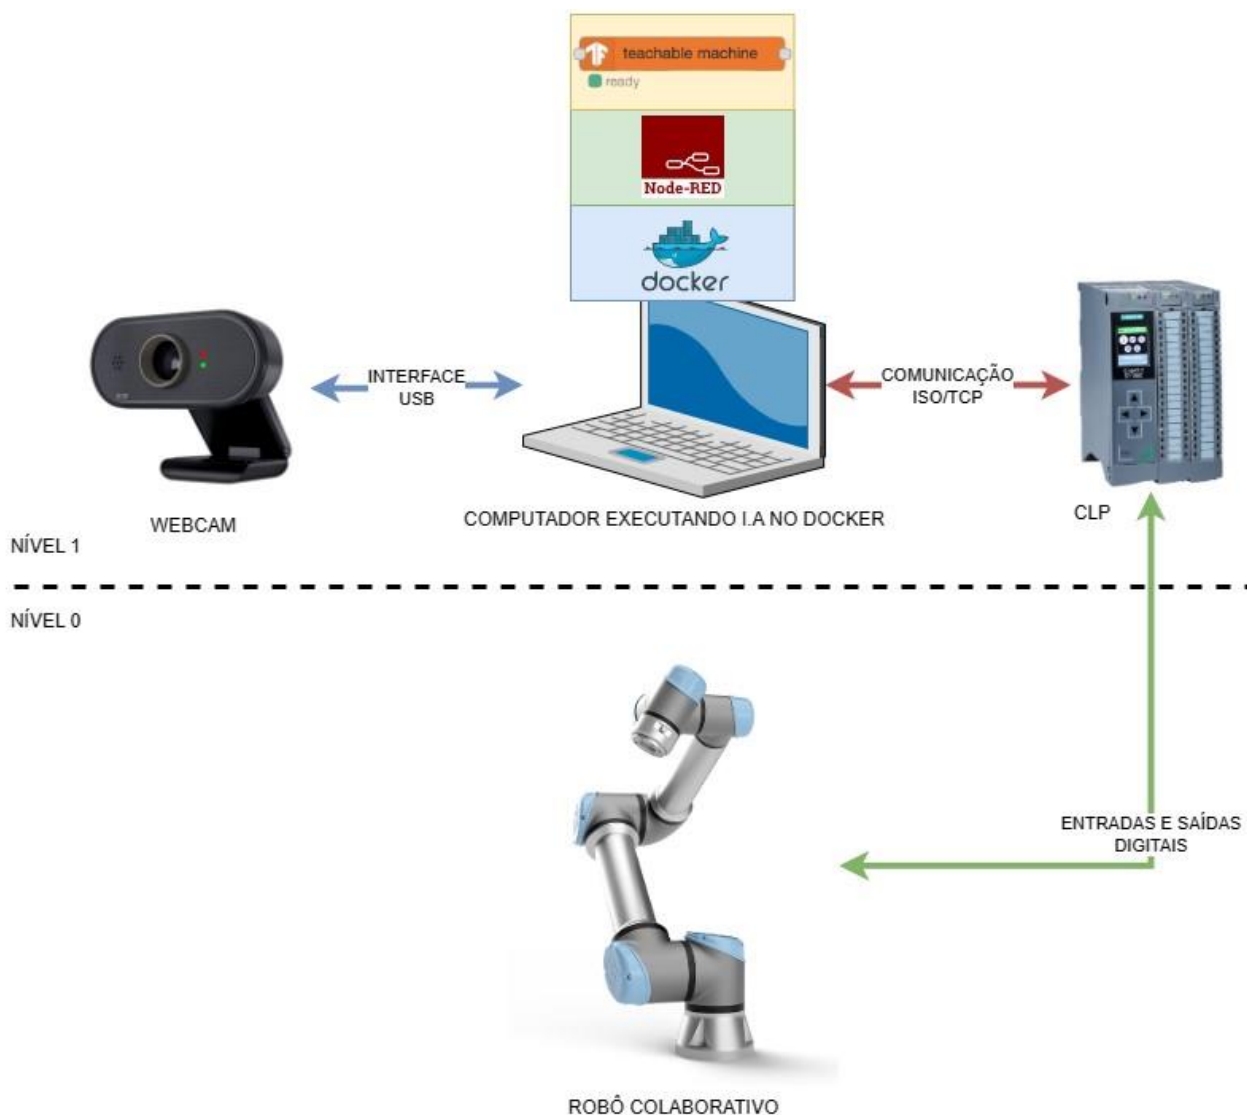 teachable machine
ready
Node-RED
docker
INTERFACE
USB
COMUNICAÇÃO
ISO/TCP
WEBCAM
COMPUTADOR EXECUTANDO I.A NO DOCKER
CLP
NÍVEL 1
NÍVEL 0
ENTRADAS E SAÍDAS
DIGITAIS
ROBÔ COLABORATIVO